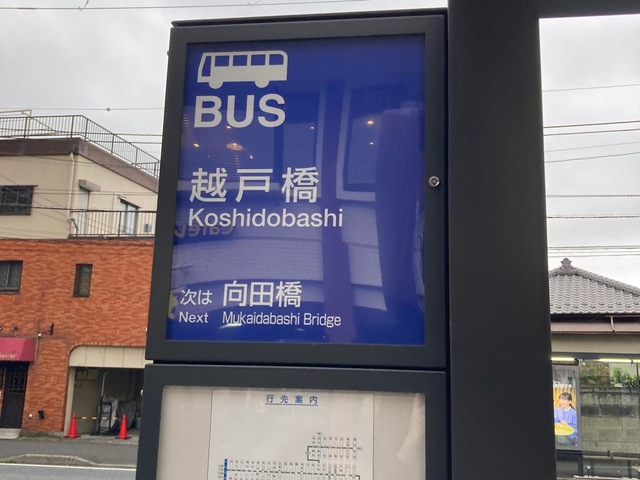 BUS
越戸橋
Koshidobashi
次は 向田橋
Next Mukaidabashi Bridge
行先案内